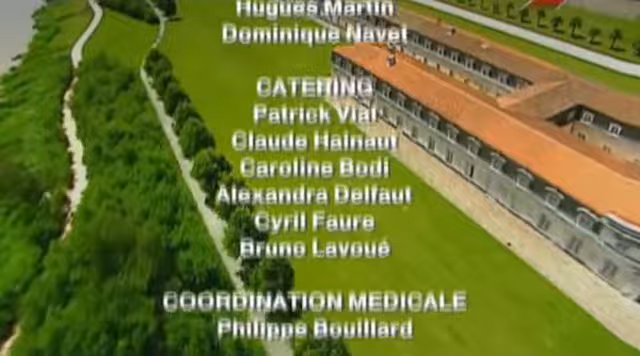 Hugues Martin
Dominique Navet
CATERING
Patrick Vial
Claude Hainaut
Caroline Bodi
Alexandra Delfaut
Cyril Faure
Bruno Lavoué
COORDINATION MEDICALE
Philippe Bouillard